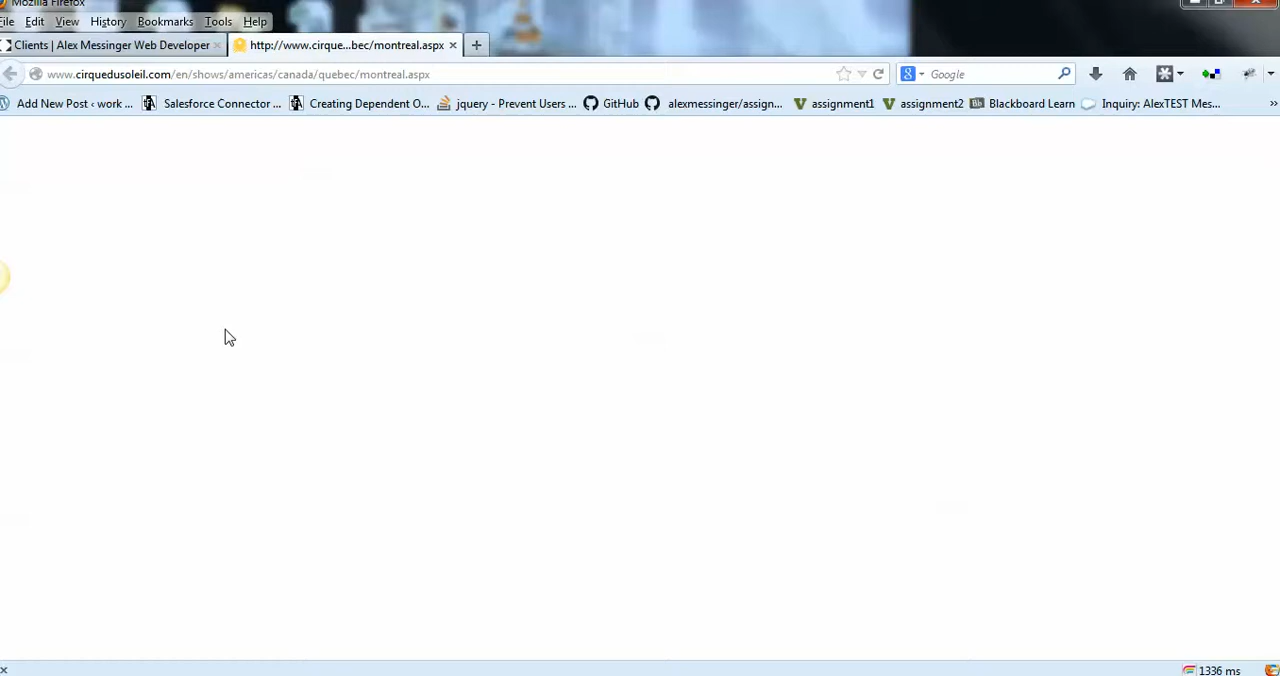 Mozilla Firefox
File Edit View History Bookmarks Tools Help
Clients | Alex Messinger Web Developer × http://www.cirque...bec/montreal.aspx × +
www.cirquedusoleil.com/en/shows/americas/canada/quebec/montreal.aspx 8 Google
Add New Post ‹ work ... Salesforce Connector ... Creating Dependent O... jquery - Prevent Users ... GitHub alexmessinger/assign... assignment1 assignment2 Bb Blackboard Learn Inquiry: AlexTEST Mes... »
× 1336 ms